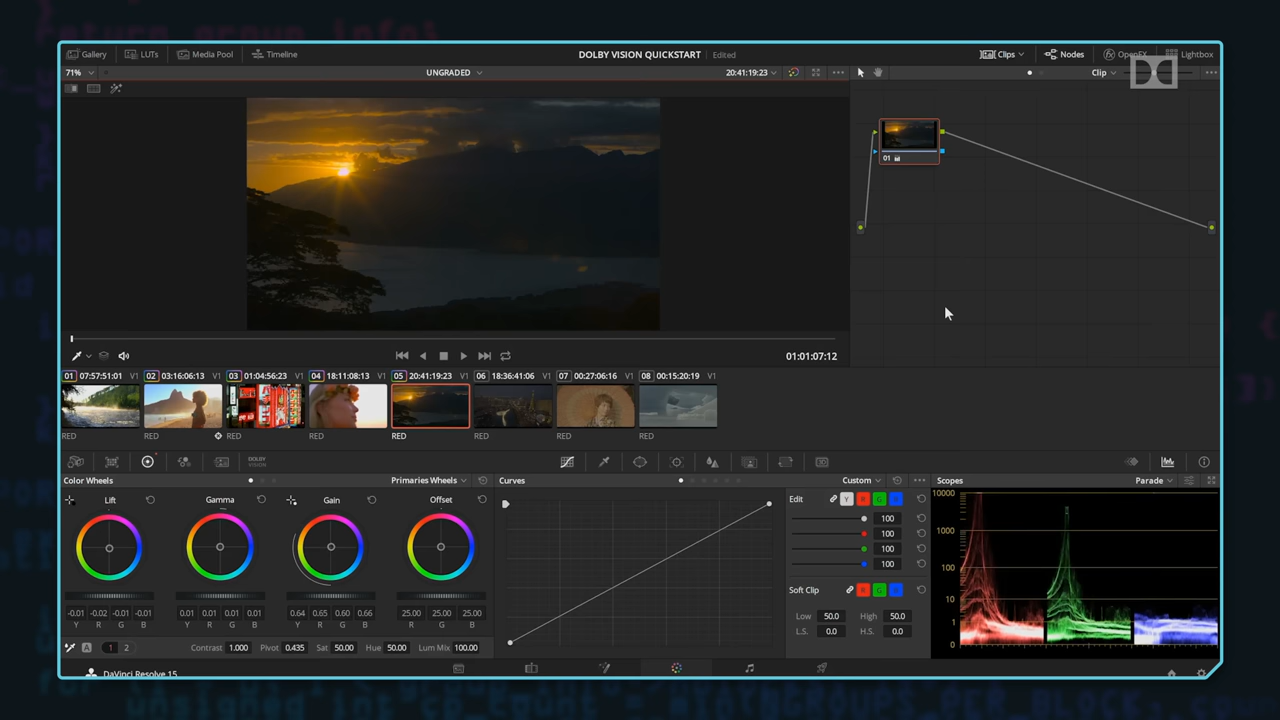 Gallery LUTs Media Pool Timeline DOLBY VISION QUICKSTART Edited Clips Nodes OpenFX Lightbox
71% UNGRADED 20:41:19:23 Clip
01
01:01:07:12
01 07:57:51:01 V1 02 03:16:06:13 V1 03 01:04:56:23 V1 04 18:11:08:13 V1 05 20:41:19:23 V1 06 18:36:41:06 V1 07 00:27:06:16 V1 08 00:15:20:19 V1
RED RED RED RED RED RED RED RED
DOLBY
VISION
Color Wheels Primaries Wheels Curves Custom Scopes Parade
Lift Gamma Gain Offset Edit Y R G B
10000
1000
100
10
1
0
100
100
100
100
Soft Clip R G B
-0.01 -0.02 -0.01 -0.01 0.01 0.01 0.01 0.01 0.64 0.65 0.60 0.66 25.00 25.00 25.00 Low 50.0 High 50.0
Y R G B Y R G B Y R G B R G B L.S. 0.0 H.S. 0.0
A 1 2 Contrast 1.000 Pivot 0.435 Sat 50.00 Hue 50.00 Lum Mix 100.00
DaVinci Resolve 15